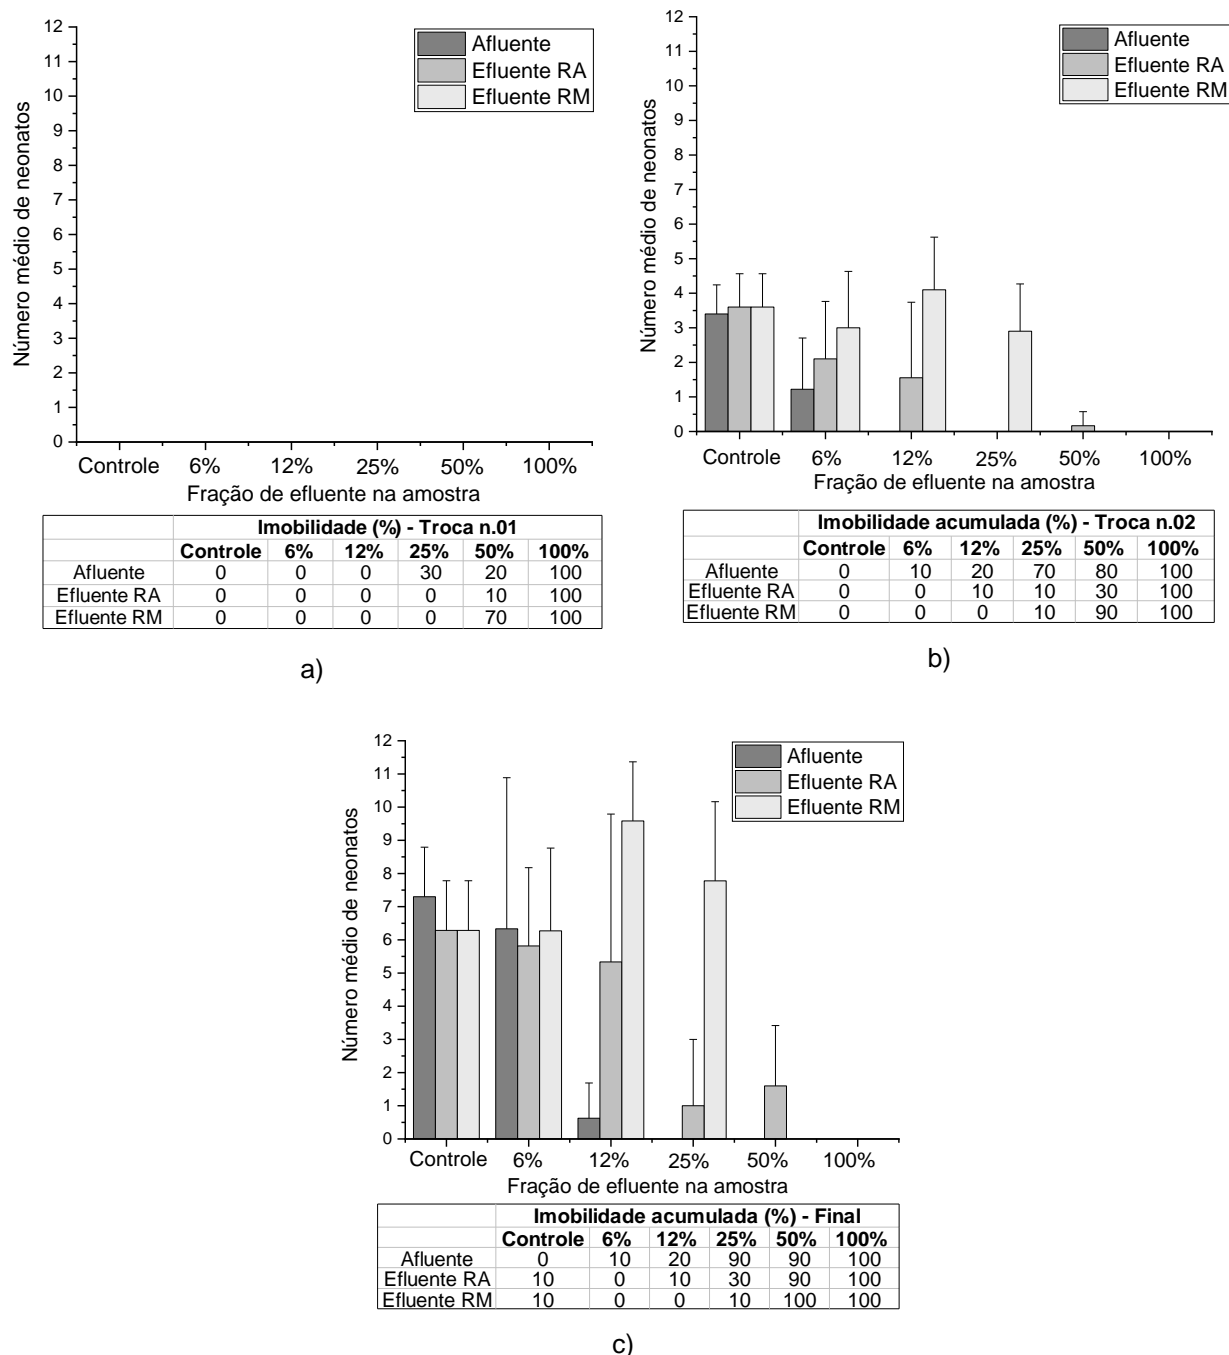 12
11
10
9
8
7
6
5
4
3
2
1
0
Número médio de neonatos
Afluente
Efluente RA
Efluente RM
Controle 6% 12% 25% 50% 100%
Fração de efluente na amostra
Imobilidade (%) - Troca n.01
Controle 6% 12% 25% 50% 100%
Afluente 0 0 0 30 20 100
Efluente RA 0 0 0 0 10 100
Efluente RM 0 0 0 0 70 100
a)
12
11
10
9
8
7
6
5
4
3
2
1
0
Número médio de neonatos
Afluente
Efluente RA
Efluente RM
Controle 6% 12% 25% 50% 100%
Fração de efluente na amostra
Imobilidade acumulada (%) - Troca n.02
Controle 6% 12% 25% 50% 100%
Afluente 0 10 20 70 80 100
Efluente RA 0 0 10 10 30 100
Efluente RM 0 0 0 10 90 100
b)
12
11
10
9
8
7
6
5
4
3
2
1
0
Número médio de neonatos
Afluente
Efluente RA
Efluente RM
Controle 6% 12% 25% 50% 100%
Fração de efluente na amostra
Imobilidade acumulada (%) - Final
Controle 6% 12% 25% 50% 100%
Afluente 0 10 20 90 90 100
Efluente RA 10 0 10 30 90 100
Efluente RM 10 0 0 10 100 100
c)